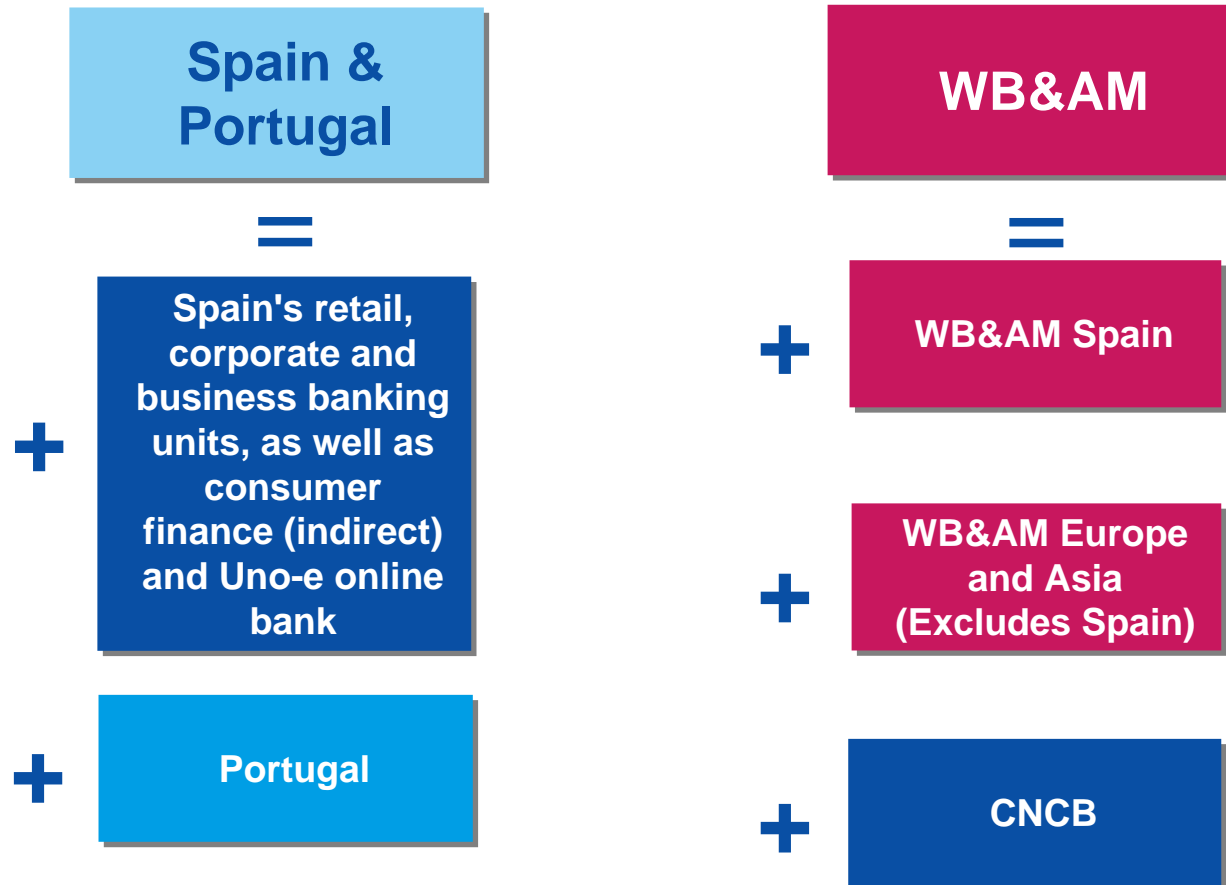 Spain &
Portugal
=
+
Spain's retail,
corporate and
business banking
units, as well as
consumer
finance (indirect)
and Uno-e online
bank
+
Portugal
WB&AM
=
+
WB&AM Spain
+
WB&AM Europe
and Asia
(Excludes Spain)
+
CNCB